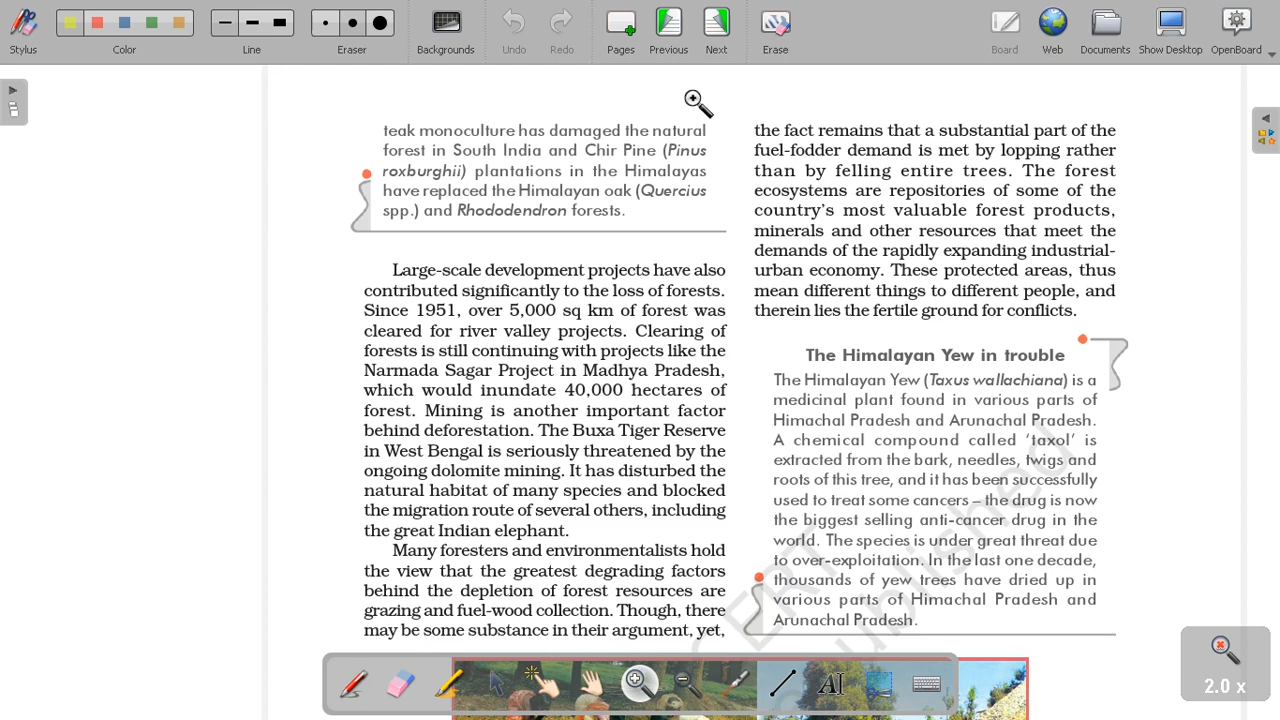 Stylus
Color
Line
Eraser
Backgrounds
Undo
Redo
Pages
Previous
Next
Erase
Board
Web
Documents
Show Desktop
OpenBoard
teak monoculture has damaged the natural
forest in South India and Chir Pine (Pinus
roxburghii) plantations in the Himalayas
have replaced the Himalayan oak (Quercius
spp.) and Rhododendron forests.
Large-scale development projects have also
contributed significantly to the loss of forests.
Since 1951, over 5,000 sq km of forest was
cleared for river valley projects. Clearing of
forests is still continuing with projects like the
Narmada Sagar Project in Madhya Pradesh,
which would inundate 40,000 hectares of
forest. Mining is another important factor
behind deforestation. The Buxa Tiger Reserve
in West Bengal is seriously threatened by the
ongoing dolomite mining. It has disturbed the
natural habitat of many species and blocked
the migration route of several others, including
the great Indian elephant.
Many foresters and environmentalists hold
the view that the greatest degrading factors
behind the depletion of forest resources are
grazing and fuel-wood collection. Though, there
may be some substance in their argument, yet,
the fact remains that a substantial part of the
fuel-fodder demand is met by lopping rather
than by felling entire trees. The forest
ecosystems are repositories of some of the
country's most valuable forest products,
minerals and other resources that meet the
demands of the rapidly expanding industrial-
urban economy. These protected areas, thus
mean different things to different people, and
therein lies the fertile ground for conflicts.
The Himalayan Yew in trouble
The Himalayan Yew (Taxus wallachiana) is a
medicinal plant found in various parts of
Himachal Pradesh and Arunachal Pradesh.
A chemical compound called ‘taxol’ is
extracted from the bark, needles, twigs and
roots of this tree, and it has been successfully
used to treat some cancers – the drug is now
the biggest selling anti-cancer drug in the
world. The species is under great threat due
to over-exploitation. In the last one decade,
thousands of yew trees have dried up in
various parts of Himachal Pradesh and
Arunachal Pradesh.
AI
2.0 x